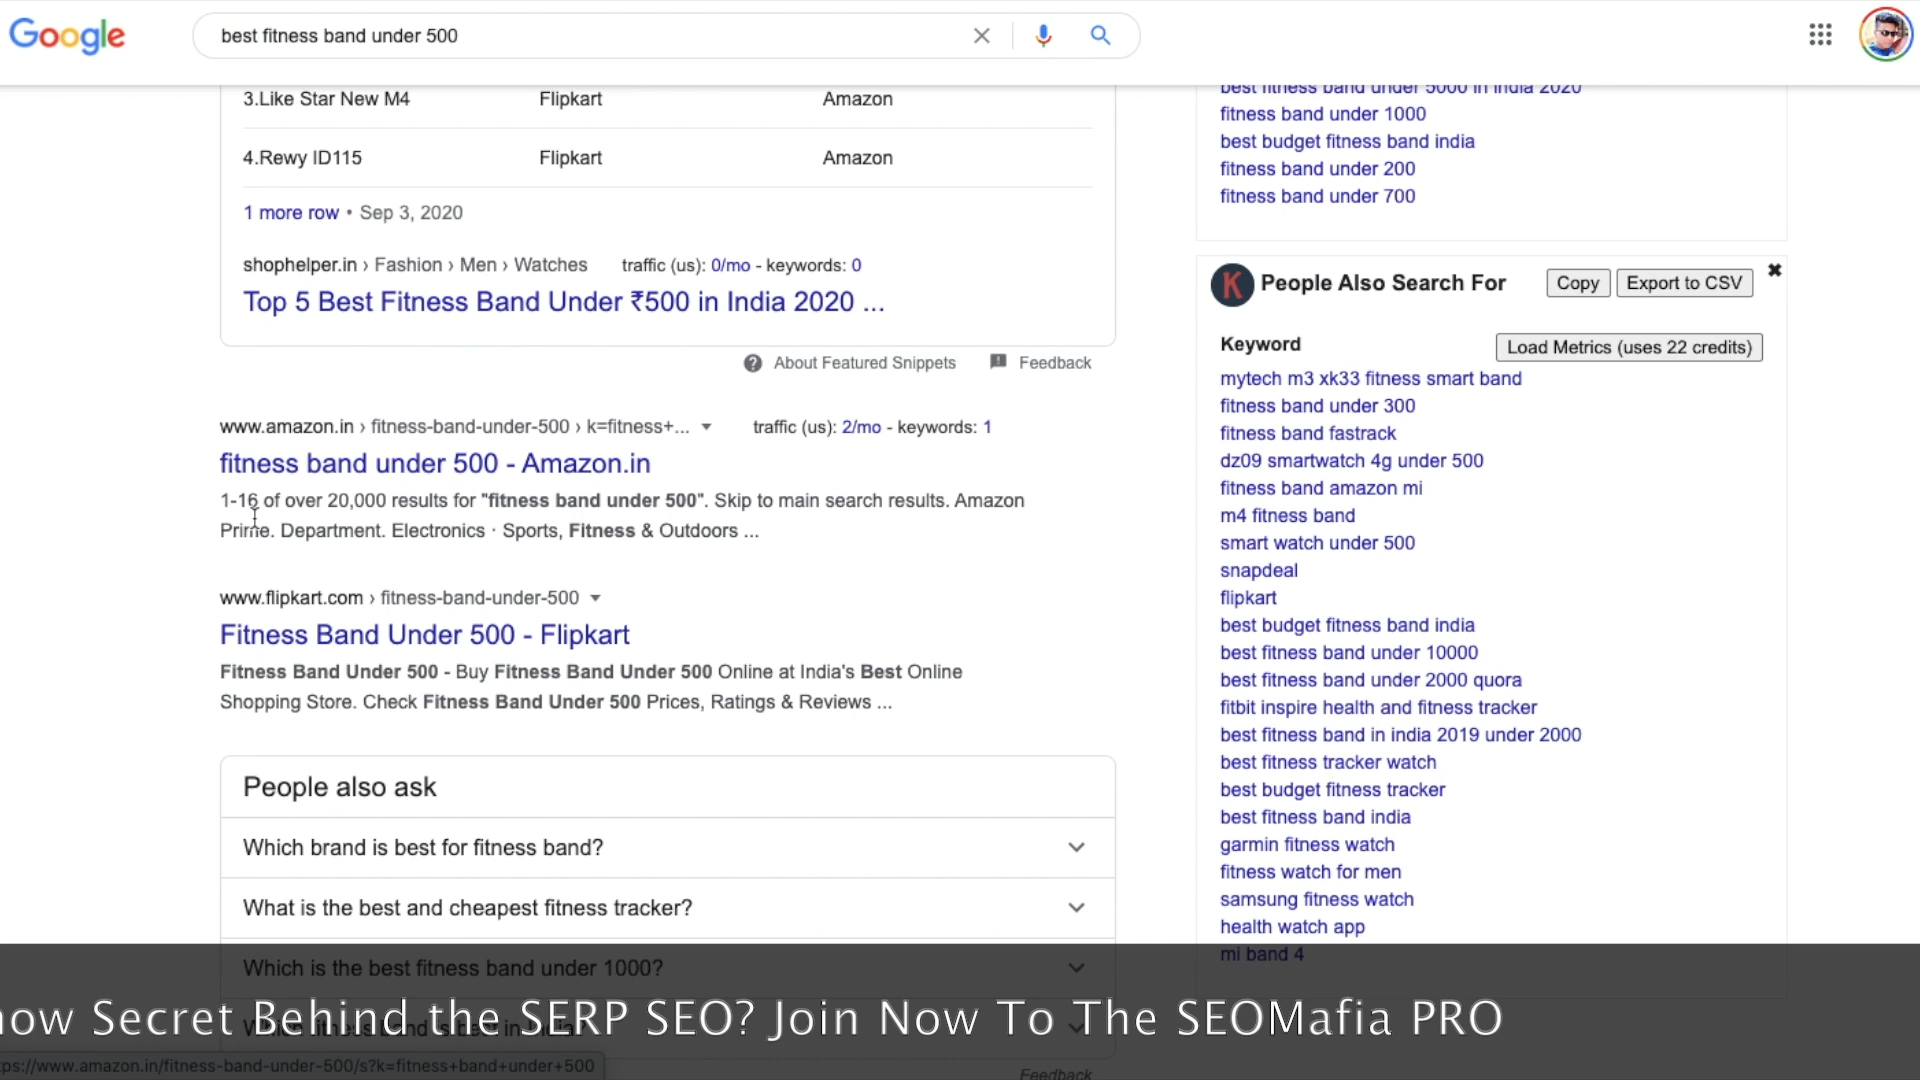 Google
best fitness band under 500
3.Like Star New M4 Flipkart Amazon
4.Rewy ID115 Flipkart Amazon
1 more row • Sep 3, 2020
shophelper.in › Fashion › Men › Watches traffic (us): 0/mo - keywords: 0
Top 5 Best Fitness Band Under ₹500 in India 2020 ...
About Featured Snippets Feedback
www.amazon.in › fitness-band-under-500 › k=fitness+... traffic (us): 2/mo - keywords: 1
fitness band under 500 - Amazon.in
1-16 of over 20,000 results for "fitness band under 500". Skip to main search results. Amazon
Prime. Department. Electronics · Sports, Fitness & Outdoors ...
www.flipkart.com › fitness-band-under-500
Fitness Band Under 500 - Flipkart
Fitness Band Under 500 - Buy Fitness Band Under 500 Online at India's Best Online
Shopping Store. Check Fitness Band Under 500 Prices, Ratings & Reviews ...
People also ask
Which brand is best for fitness band?
What is the best and cheapest fitness tracker?
Which is the best fitness band under 1000?
best fitness band under 5000 in india 2020
fitness band under 1000
best budget fitness band india
fitness band under 200
fitness band under 700
K People Also Search For Copy Export to CSV
Keyword Load Metrics (uses 22 credits)
mytech m3 xk33 fitness smart band
fitness band under 300
fitness band fastrack
dz09 smartwatch 4g under 500
fitness band amazon mi
m4 fitness band
smart watch under 500
snapdeal
flipkart
best budget fitness band india
best fitness band under 10000
best fitness band under 2000 quora
fitbit inspire health and fitness tracker
best fitness band in india 2019 under 2000
best fitness tracker watch
best budget fitness tracker
best fitness band india
garmin fitness watch
fitness watch for men
samsung fitness watch
health watch app
mi band 4
now Secret Behind the SERP SEO? Join Now To The SEOMafia PRO
tps://www.amazon.in/fitness-band-under-500/s?k=fitness+band+under+500
Feedback